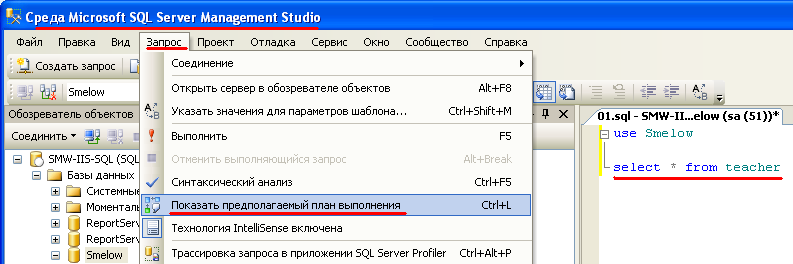 Среда Microsoft SQL Server Management Studio
Файл Правка Вид Запрос Проект Отладка Сервис Окно Сообщество Справка
Создать запрос
Smelow
Соединение
Открыть сервер в обозревателе объектов Alt+F8
Указать значения для параметров шаблона... Ctrl+Shift+M
Выполнить F5
Отменить выполняющийся запрос Alt+Break
Синтаксический анализ Ctrl+F5
Показать предполагаемый план выполнения Ctrl+L
Технология IntelliSense включена
Трассировка запроса в приложении SQL Server Profiler Ctrl+Alt+P
Обозреватель объектов
Соединить
SMW-IIS-SQL (SQL
Базы данных
Системные
Моменталь
ReportServ
ReportServ
Smelow
01.sql - SMW-II...elow (sa (51))*
use Smelow
select * from teacher